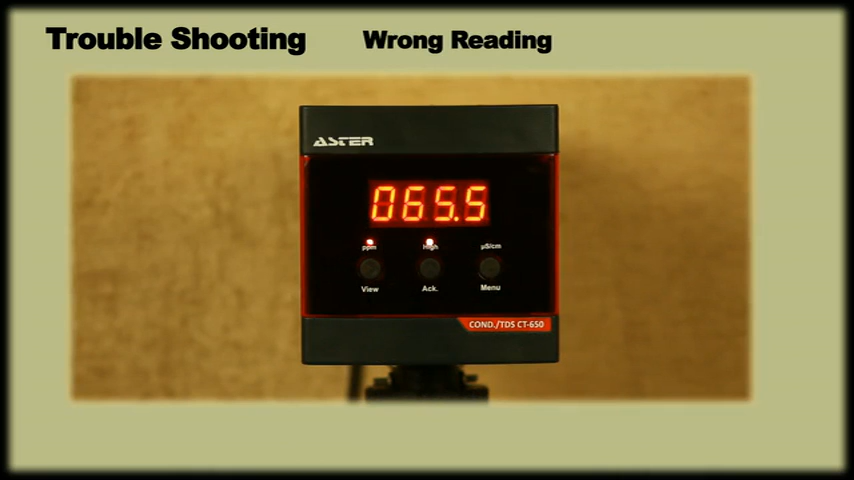 Trouble Shooting Wrong Reading
ASTER
065.5
ppm High µS/cm
View Ack. Menu
COND./TDS CT-650